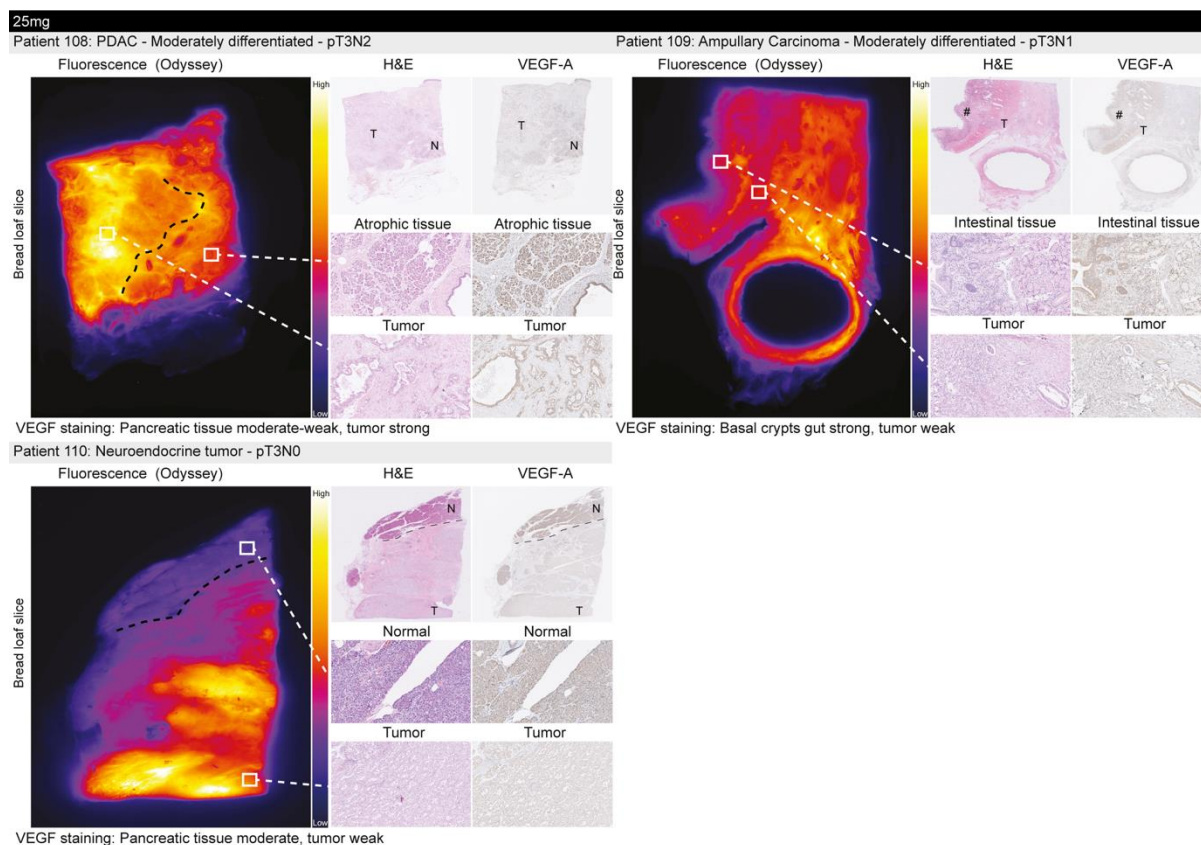 25mg
Patient 108: PDAC - Moderately differentiated - pT3N2
Fluorescence (Odyssey)
H&E
VEGF-A
Bread loaf slice
High
Low
T
N
T
N
Atrophic tissue
Atrophic tissue
Tumor
Tumor
VEGF staining: Pancreatic tissue moderate-weak, tumor strong
Patient 109: Ampullary Carcinoma - Moderately differentiated - pT3N1
Fluorescence (Odyssey)
H&E
VEGF-A
Bread loaf slice
High
Low
#
T
#
T
Intestinal tissue
Intestinal tissue
Tumor
Tumor
VEGF staining: Basal crypts gut strong, tumor weak
Patient 110: Neuroendocrine tumor - pT3N0
Fluorescence (Odyssey)
H&E
VEGF-A
Bread loaf slice
High
Low
N
T
N
T
Normal
Normal
Tumor
Tumor
VEGF staining: Pancreatic tissue moderate, tumor weak